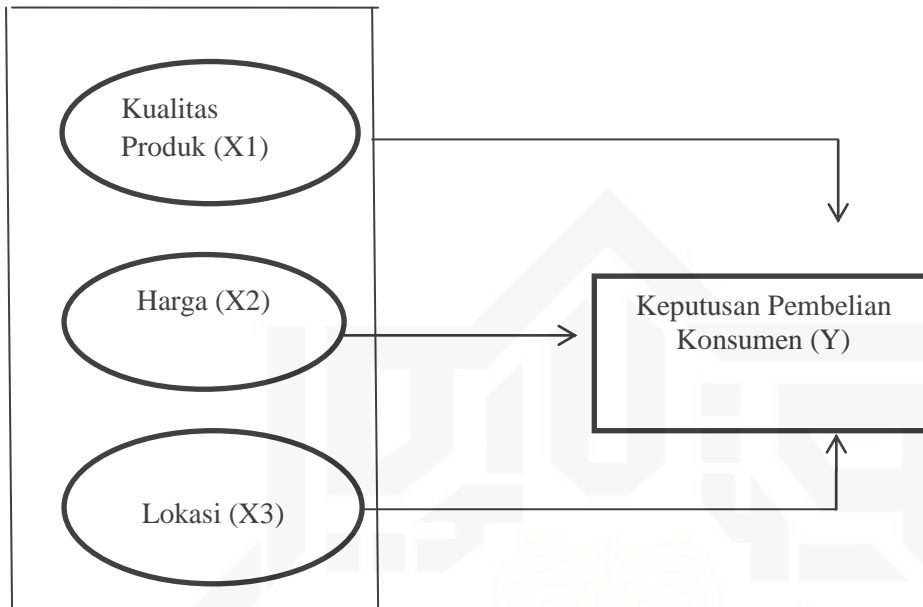 Kualitas
Produk (X1)
Harga (X2)
Keputusan Pembelian
Konsumen (Y)
Lokasi (X3)